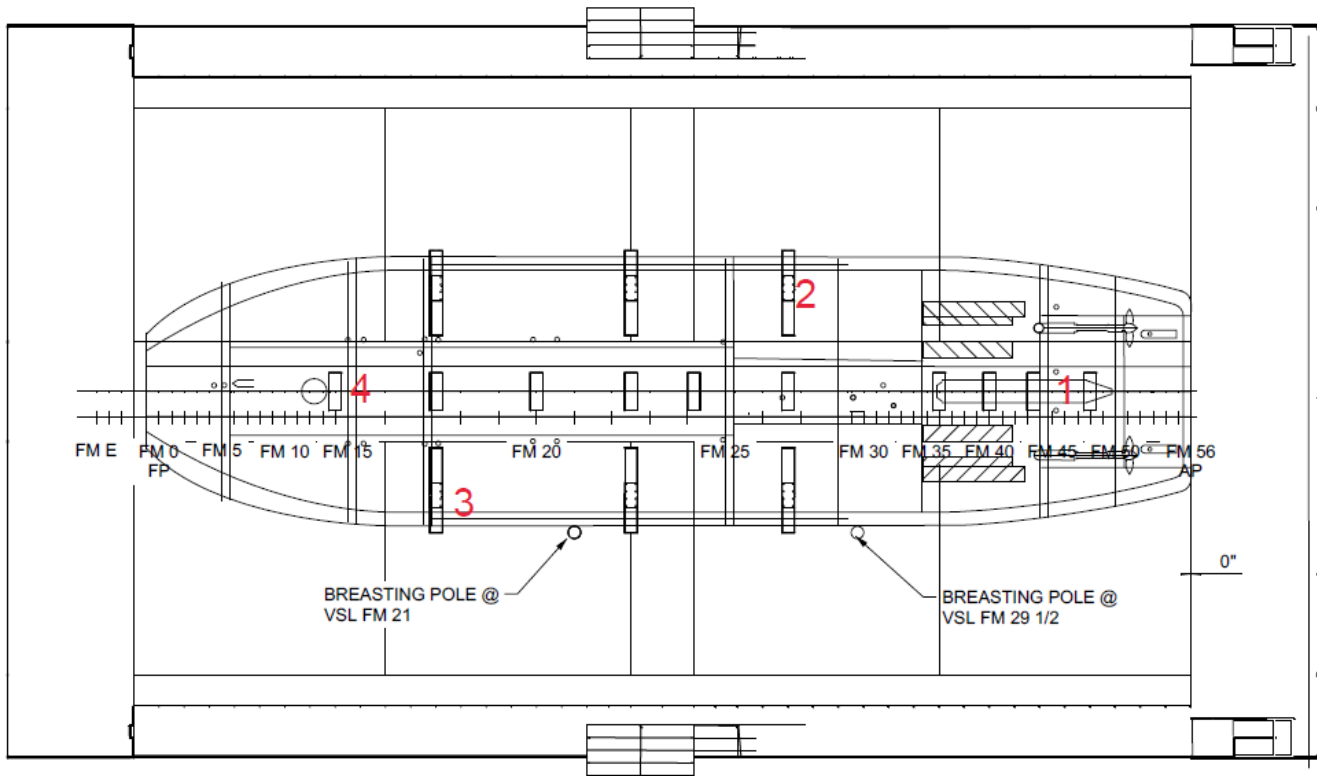 2
4
1
FM E
FM 0
FP
FM 5
FM 10
FM 15
FM 20
FM 25
FM 30
FM 35
FM 40
FM 45
FM 50
FM 56
AP
3
BREASTING POLE @
VSL FM 21
BREASTING POLE @
VSL FM 29 1/2
0"